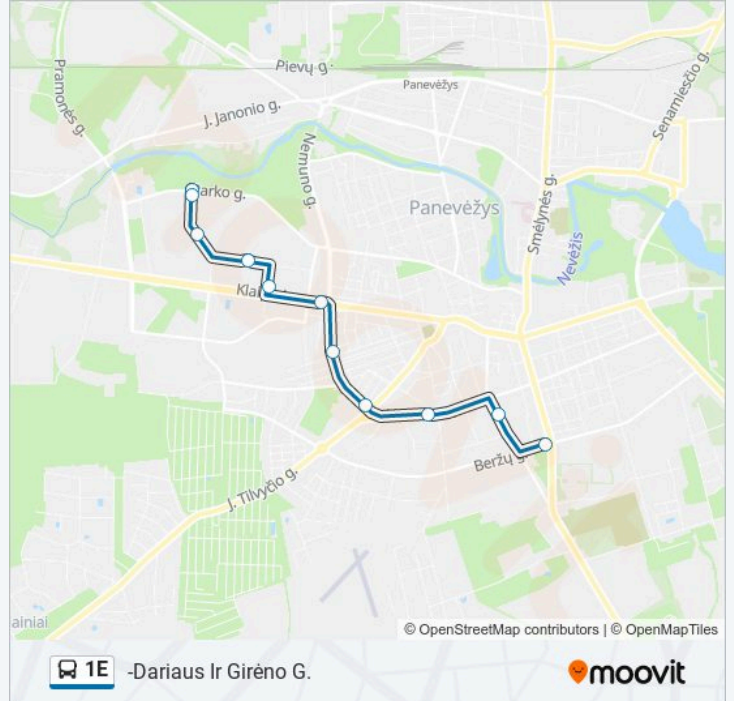 Pievų g.
Panevėžys
Pramonės g.
J. Janonio g.
Senamiesčio g.
Nemuno g.
Parko g.
Panevėžys
Smėlynės g.
Nevėžis
Beržų g.
J. Tilvyčio g.
ainiai
© OpenStreetMap contributors | © OpenMapTiles
1E -Dariaus Ir Girėno G.
moovit